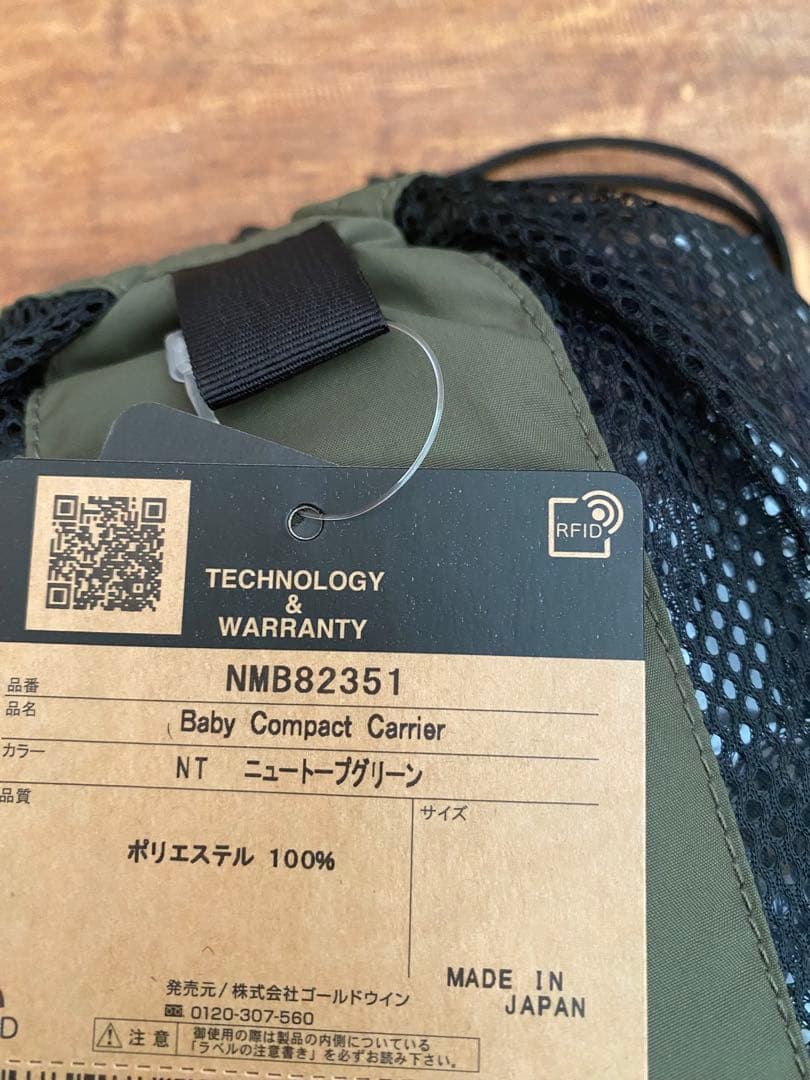 RFID
TECHNOLOGY
&
WARRANTY
品番 NMB82351
品名 Baby Compact Carrier
カラー NT ニュートープグリーン
品質
サイズ
ポリエステル 100%
MADE IN
JAPAN
発売元/株式会社ゴールドウイン
0120-307-560
注意
御使用の際は製品の内側についている
「ラベルの注意書き」を必ずお読み下さい。
D